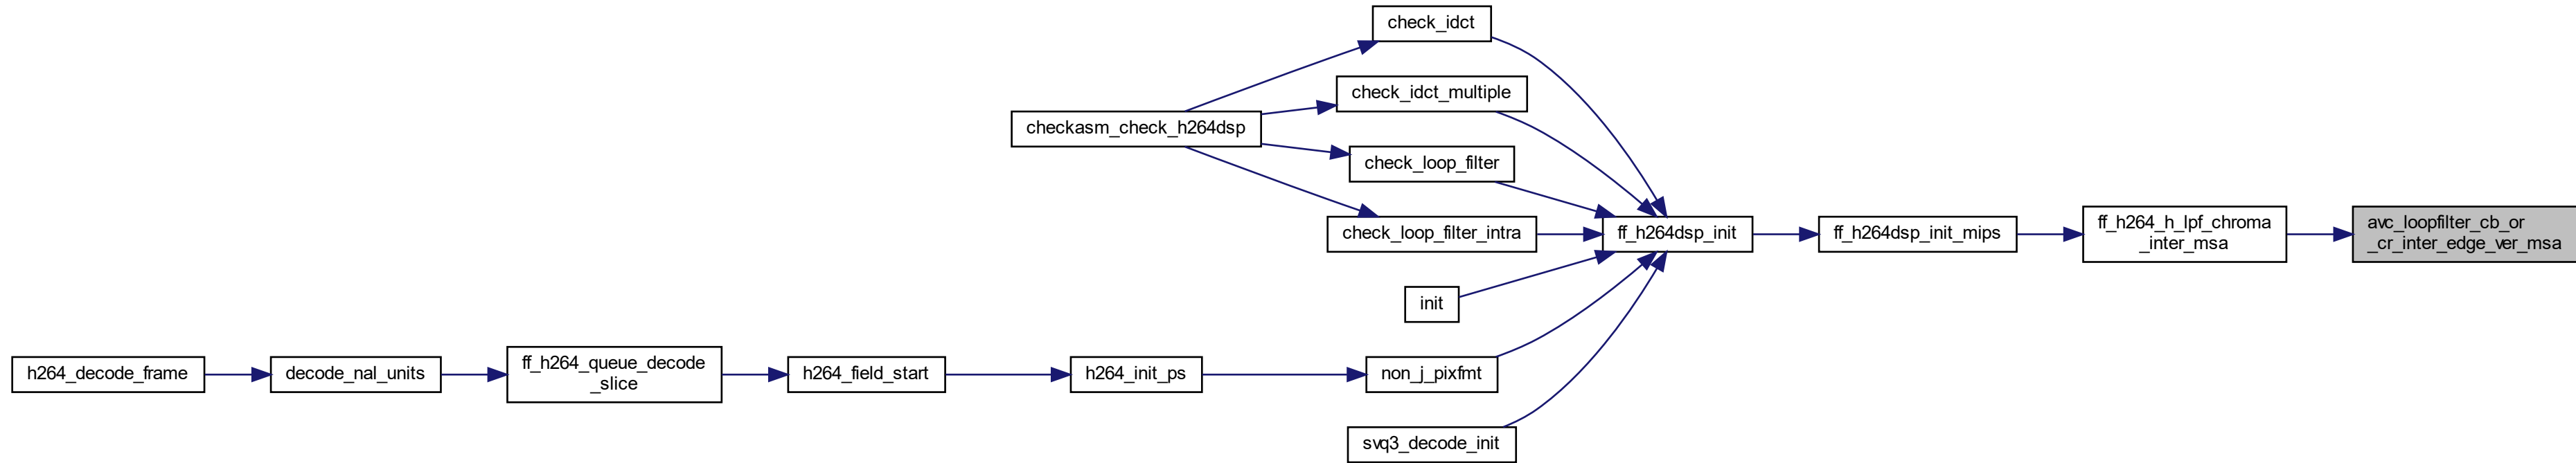 check_idct
check_idct_multiple
checkasm_check_h264dsp
check_loop_filter
check_loop_filter_intra
ff_h264dsp_init
ff_h264dsp_init_mips
ff_h264_h_lpf_chroma
_inter_msa
avc_loopfilter_cb_or
_cr_inter_edge_ver_msa
init
h264_decode_frame
decode_nal_units
ff_h264_queue_decode
_slice
h264_field_start
h264_init_ps
non_j_pixfmt
svq3_decode_init